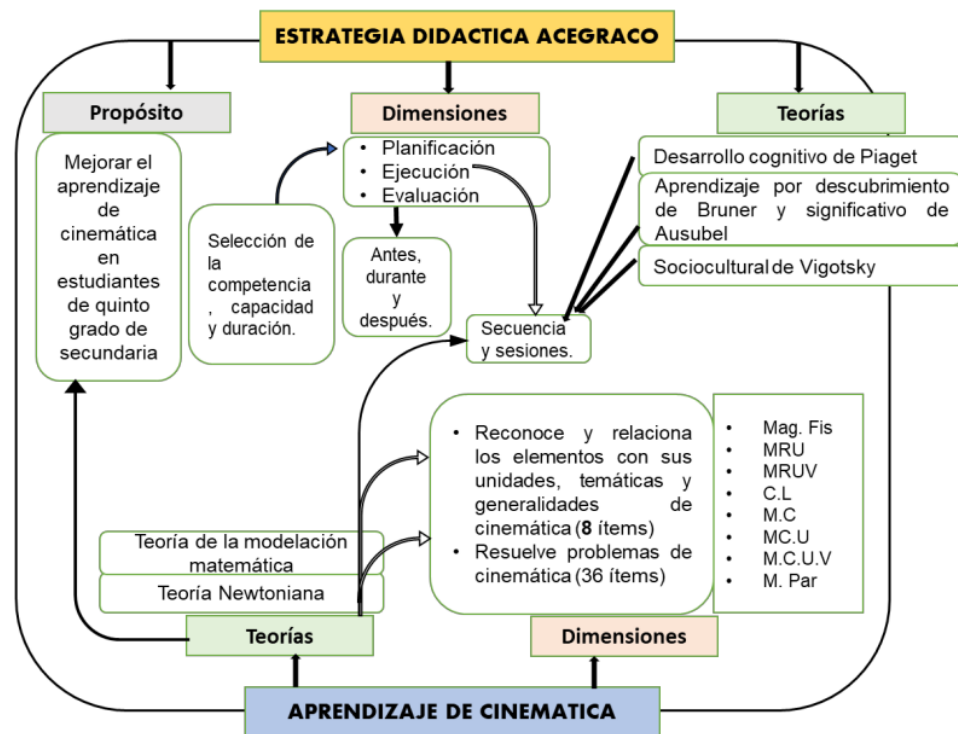 ESTRATEGIA DIDACTICA ACEGRACO
Propósito
Mejorar el
aprendizaje
de
cinemática
en
estudiantes
de quinto
grado de
secundaria
Dimensiones
• Planificación
• Ejecución
• Evaluación
Selección de
la
competencia
, capacidad
y duración.
Antes,
durante
y
después.
Teorías
Desarrollo cognitivo de Piaget
Aprendizaje por descubrimiento
de Bruner y significativo de
Ausubel
Sociocultural de Vigotsky
Secuencia
y sesiones.
• Reconoce y relaciona
los elementos con sus
unidades, temáticas y
generalidades de
cinemática (8 ítems)
• Resuelve problemas de
cinemática (36 ítems)
• Mag. Fis
• MRU
• MRUV
• C.L
• M.C
• MC.U
• M.C.U.V
• M. Par
Teoría de la modelación
matemática
Teoría Newtoniana
Teorías
Dimensiones
APRENDIZAJE DE CINEMATICA